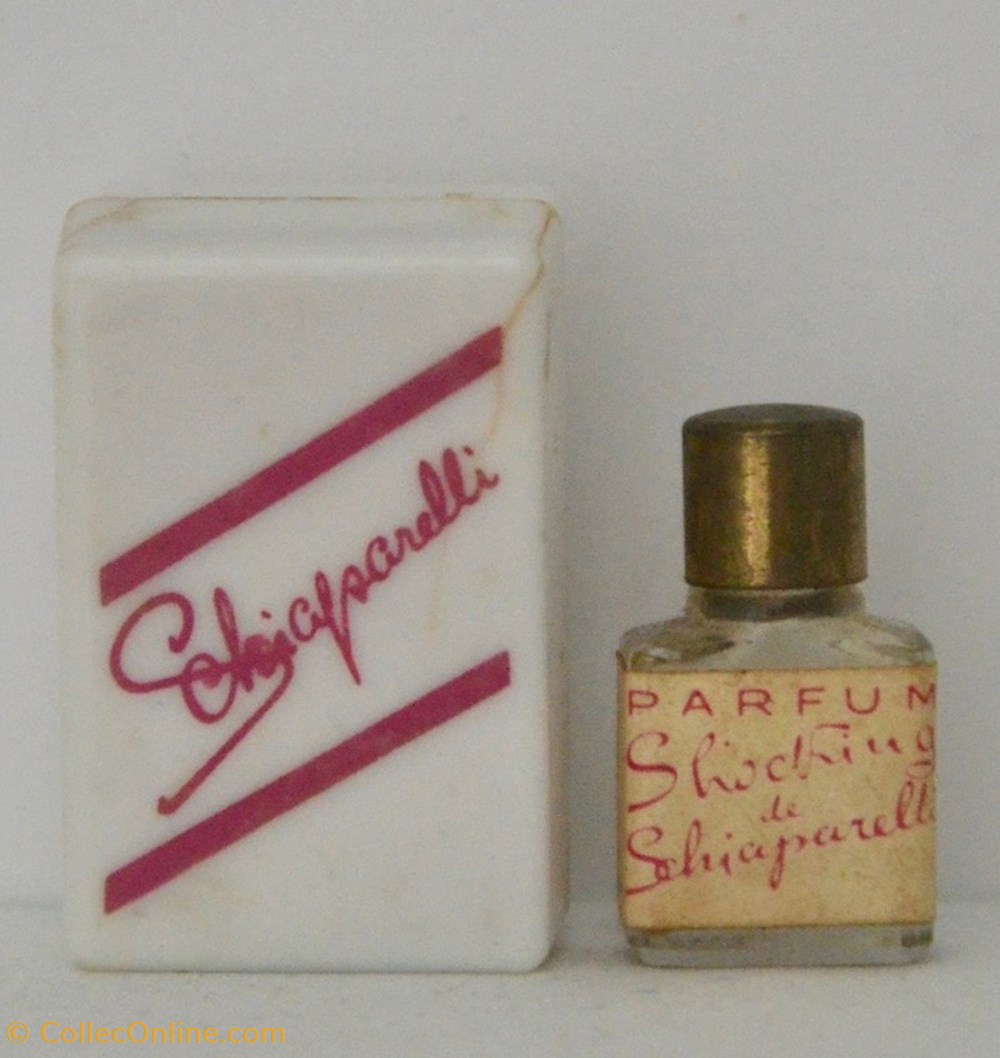 Schiaparelli
PARFUM
Shocking
de
Schiaparelli
© CollecOnline.com